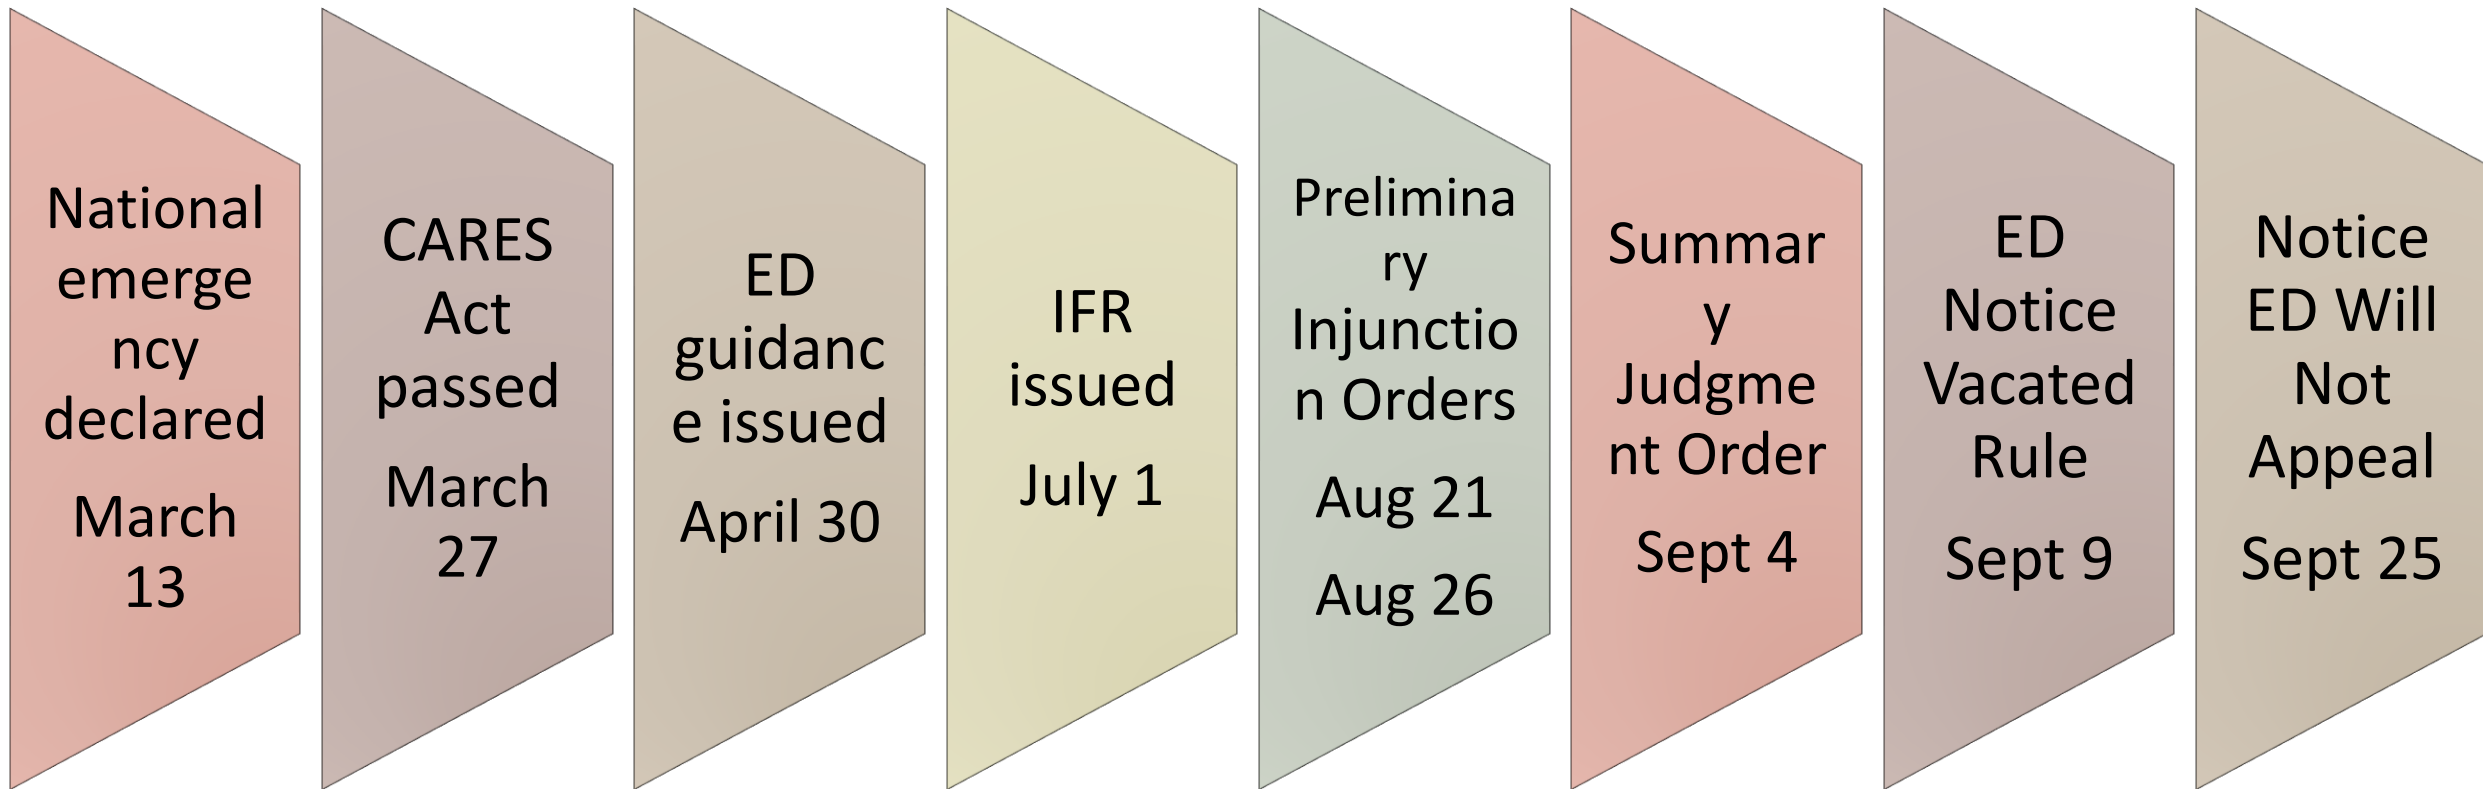 National
emerge
ncy
declared
March
13
CARES
Act
passed
March
27
ED
guidanc
e issued
April 30
IFR
issued
July 1
Prelimina
ry
Injunctio
n Orders
Aug 21
Aug 26
Summar
y
Judgme
nt Order
Sept 4
ED
Notice
Vacated
Rule
Sept 9
Notice
ED Will
Not
Appeal
Sept 25